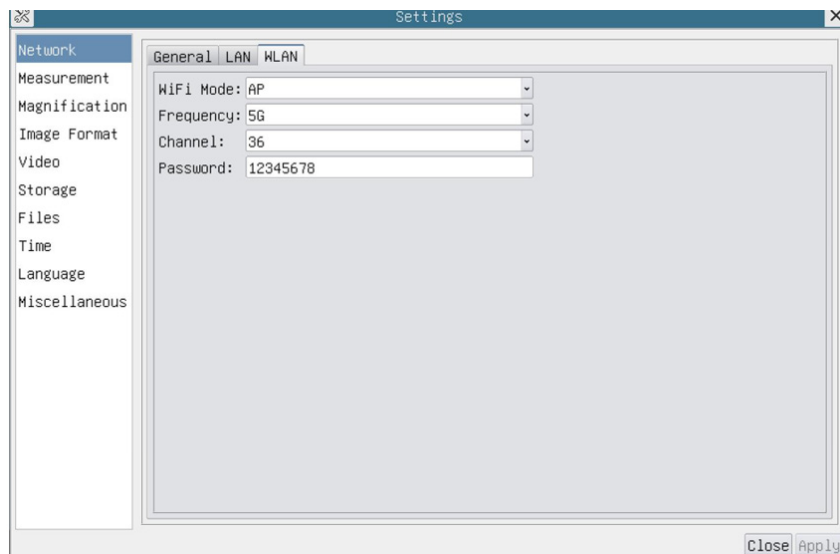 Settings
Network
Measurement
Magnification
Image Format
Video
Storage
Files
Time
Language
Miscellaneous
General LAN WLAN
WiFi Mode: AP
Frequency: 5G
Channel: 36
Password: 12345678
Close Apply